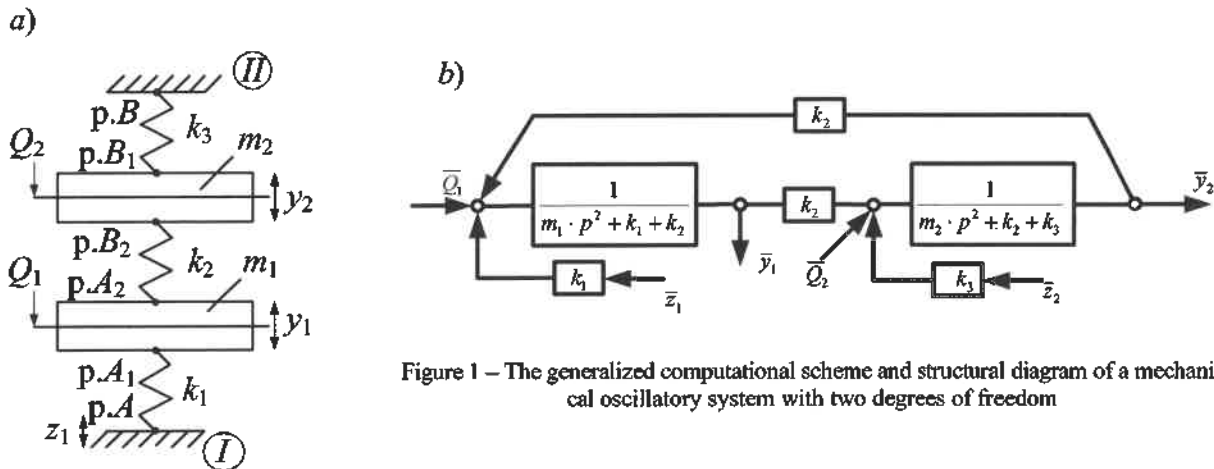 a)
II
p.B
k₃
Q₂
p.B₁
m₂
y₂
p.B₂
k₂
Q₁
p.A₂
m₁
y₁
p.A₁
k₁
p.A
z₁
I
b)
k₂
Q̅₁
1
m₁ · p² + k₁ + k₂
k₂
1
m₂ · p² + k₂ + k₃
y̅₂
y̅₁
Q̅₂
k₁
z̅₁
k₃
z̅₂
Figure 1 – The generalized computational scheme and structural diagram of a mechani
cal oscillatory system with two degrees of freedom